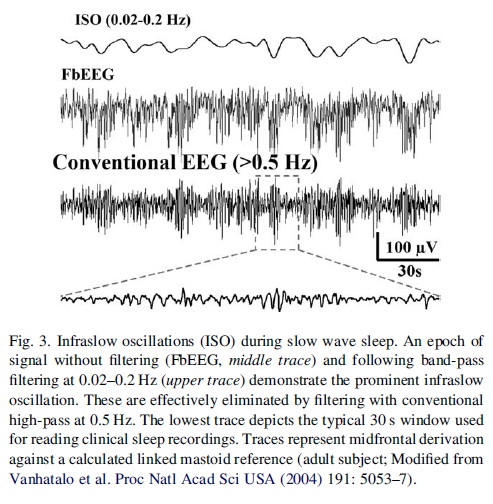 ISO (0.02-0.2 Hz)
FbEEG
Conventional EEG (>0.5 Hz)
100 µV
30s
Fig. 3. Infraslow oscillations (ISO) during slow wave sleep. An epoch of
signal without filtering (FbEEG, middle trace) and following band-pass
filtering at 0.02–0.2 Hz (upper trace) demonstrate the prominent infraslow
oscillation. These are effectively eliminated by filtering with conventional
high-pass at 0.5 Hz. The lowest trace depicts the typical 30 s window used
for reading clinical sleep recordings. Traces represent midfrontal derivation
against a calculated linked mastoid reference (adult subject; Modified from
Vanhatalo et al. Proc Natl Acad Sci USA (2004) 191: 5053–7).